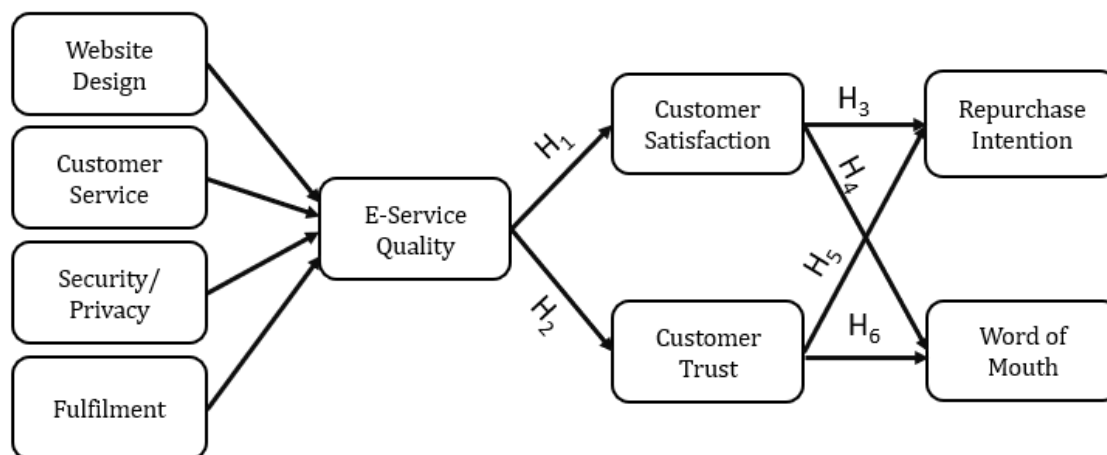 Website
Design
Customer
Service
Security/
Privacy
Fulfilment
E-Service
Quality
H₁
H₂
Customer
Satisfaction
Customer
Trust
H₃
H₄
H₅
H₆
Repurchase
Intention
Word of
Mouth